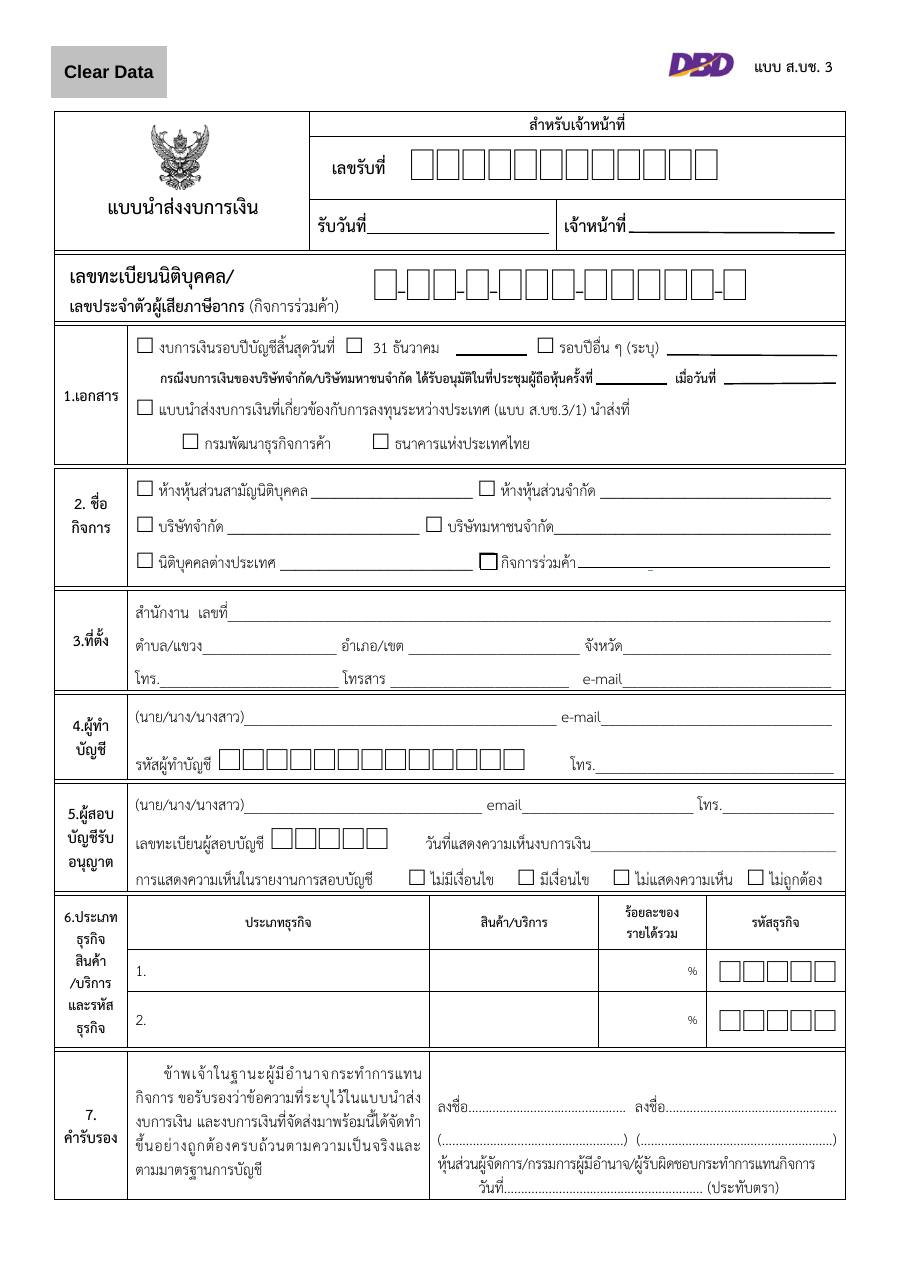 Clear Data
DBD แบบ ส.บช. 3
แบบนำส่งงบการเงิน
สำหรับเจ้าหน้าที่
เลขรับที่
รับวันที่ เจ้าหน้าที่
เลขทะเบียนนิติบุคคล/
เลขประจำตัวผู้เสียภาษีอากร (กิจการร่วมค้า)
1.เอกสาร
งบการเงินรอบปีบัญชีสิ้นสุดวันที่ 31 ธันวาคม รอบปีอื่น ๆ (ระบุ)
กรณีงบการเงินของบริษัทจำกัด/บริษัทมหาชนจำกัด ได้รับอนุมัติในที่ประชุมผู้ถือหุ้นครั้งที่ เมื่อวันที่
แบบนำส่งงบการเงินที่เกี่ยวข้องกับการลงทุนระหว่างประเทศ (แบบ ส.บช.3/1) นำส่งที่
กรมพัฒนาธุรกิจการค้า ธนาคารแห่งประเทศไทย
2. ชื่อ
กิจการ
ห้างหุ้นส่วนสามัญนิติบุคคล ห้างหุ้นส่วนจำกัด
บริษัทจำกัด บริษัทมหาชนจำกัด
นิติบุคคลต่างประเทศ กิจการร่วมค้า
3.ที่ตั้ง
สำนักงาน เลขที่
ตำบล/แขวง อำเภอ/เขต จังหวัด
โทร. โทรสาร e-mail
4.ผู้ทำ
บัญชี
(นาย/นาง/นางสาว) e-mail
รหัสผู้ทำบัญชี โทร.
5.ผู้สอบ
บัญชีรับ
อนุญาต
(นาย/นาง/นางสาว) email โทร.
เลขทะเบียนผู้สอบบัญชี วันที่แสดงความเห็นงบการเงิน
การแสดงความเห็นในรายงานการสอบบัญชี ไม่มีเงื่อนไข มีเงื่อนไข ไม่แสดงความเห็น ไม่ถูกต้อง
6.ประเภท
ธุรกิจ
สินค้า
/บริการ
และรหัส
ธุรกิจ
ประเภทธุรกิจ สินค้า/บริการ ร้อยละของ
รายได้รวม รหัสธุรกิจ
1. %
2. %
7.
คำรับรอง
ข้าพเจ้าในฐานะผู้มีอำนาจกระทำการแทน
กิจการ ขอรับรองว่าข้อความที่ระบุไว้ในแบบนำส่ง
งบการเงิน และงบการเงินที่จัดส่งมาพร้อมนี้ได้จัดทำ
ขึ้นอย่างถูกต้องครบถ้วนตามความเป็นจริงและ
ตามมาตรฐานการบัญชี
ลงชื่อ.............................................. ลงชื่อ..................................................
(.....................................................) (.........................................................)
หุ้นส่วนผู้จัดการ/กรรมการผู้มีอำนาจ/ผู้รับผิดชอบกระทำการแทนกิจการ
วันที่.......................................................... (ประทับตรา)